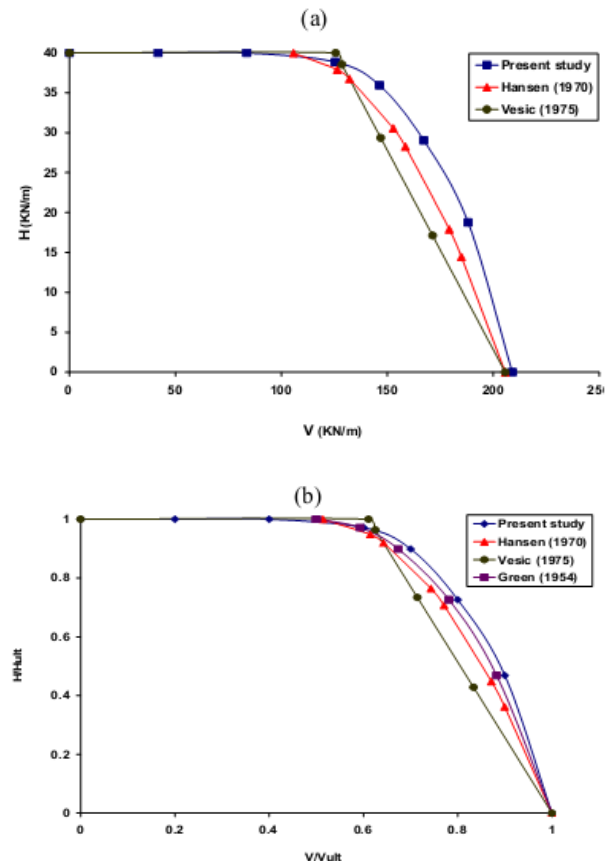 (a)
40
35
30
25
20
15
10
5
0
H (KN/m)
0 50 100 150 200 25
V (KN/m)
Present study
Hansen (1970)
Vesic (1975)
(b)
1
0.8
0.6
0.4
0.2
0
H/Hult
0 0.2 0.4 0.6 0.8 1
V/Vult
Present study
Hansen (1970)
Vesic (1975)
Green (1954)